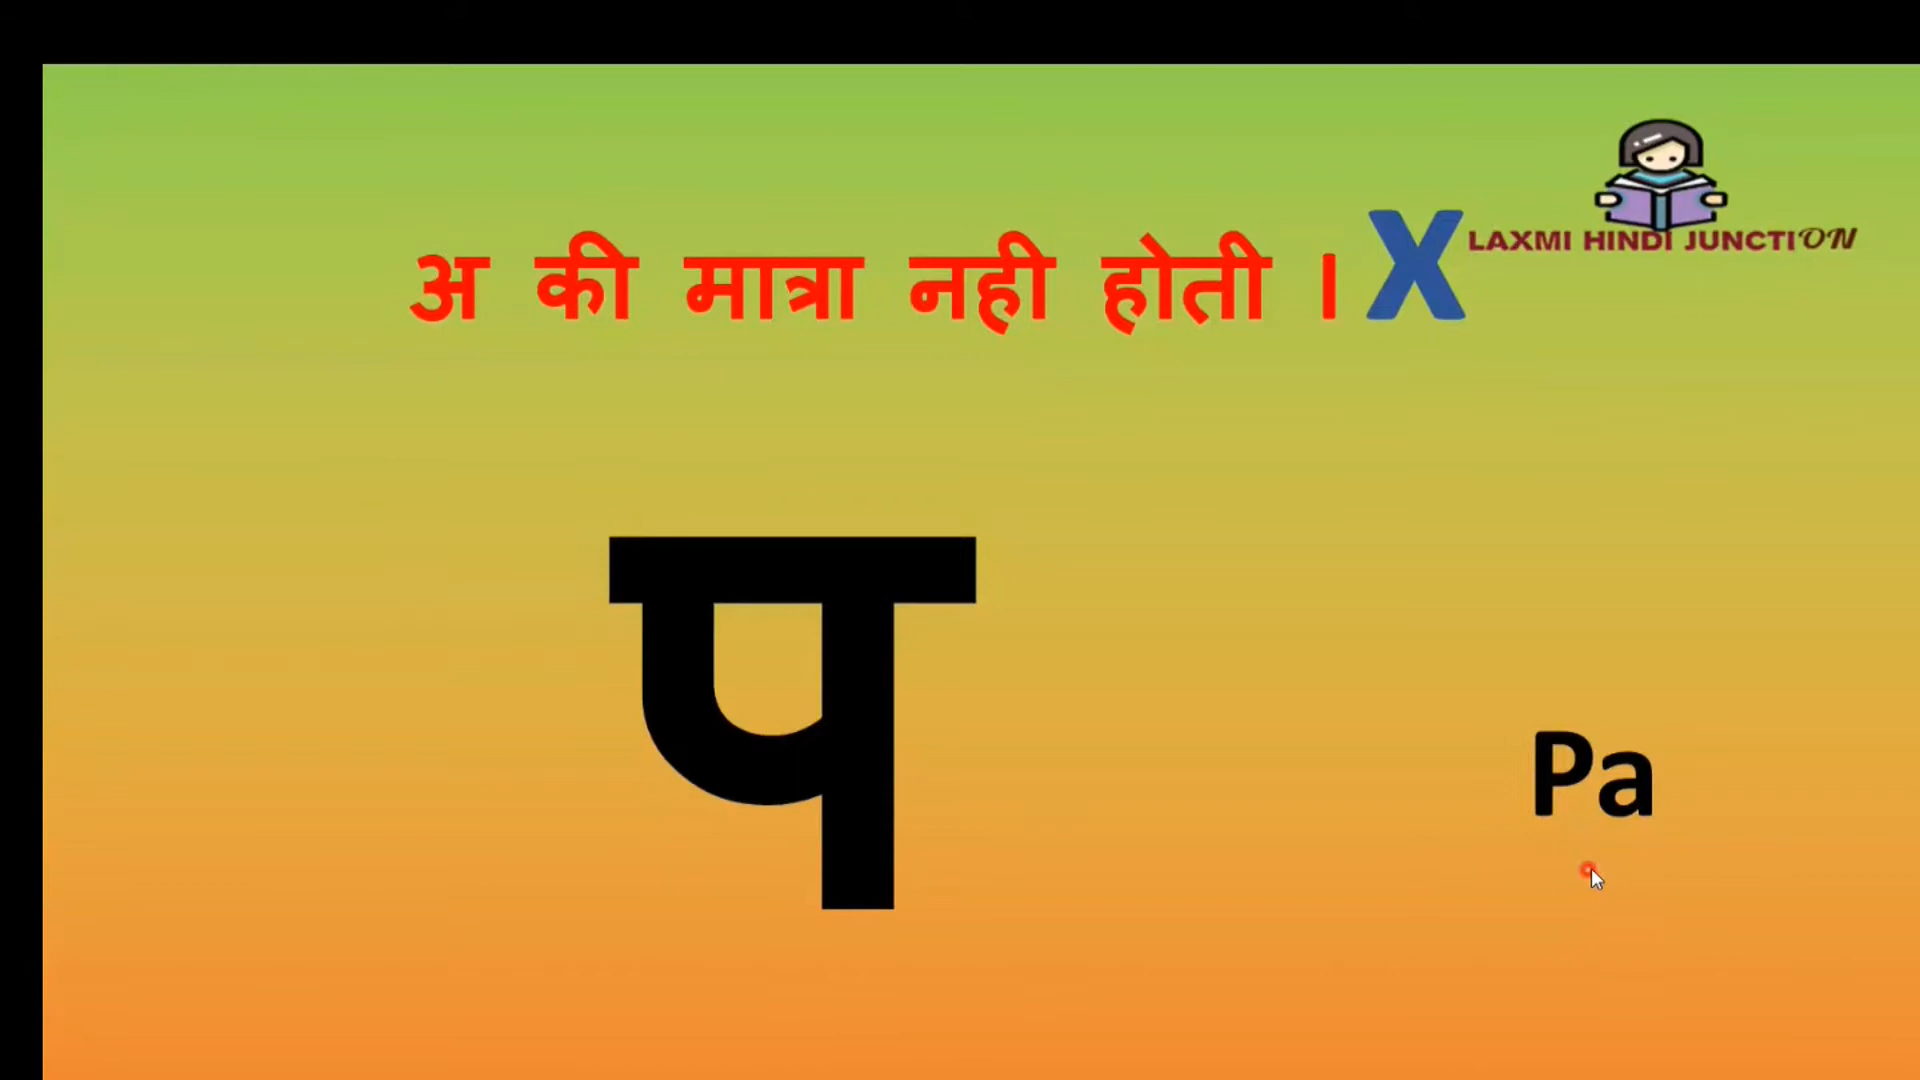 अ की मात्रा नही होती । X
LAXMI HINDI JUNCTION
प
Pa